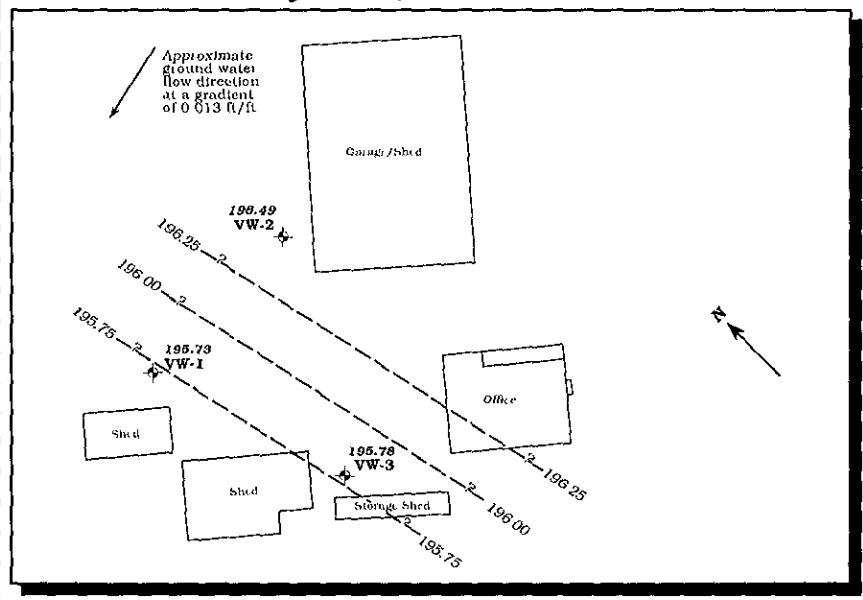 Approximate
ground water
flow direction
at a gradient
of 0 013 ft/ft
Garage/Shed
196.49
VW-2
196.25
?
196 00
?
195.75
?
195.73
VW-1
N
Office
Shed
Shed
195.78
VW-3
Storage Shed
?
196 25
?
196 00
?
195.75